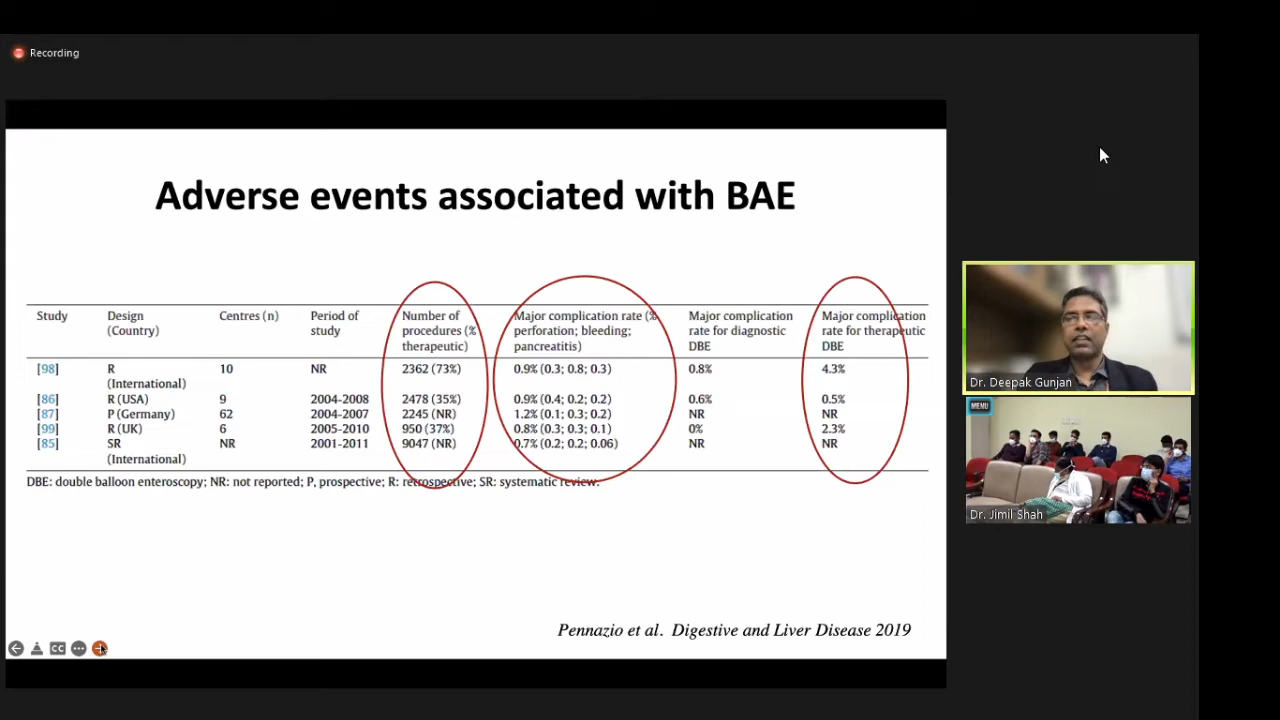 Recording
Adverse events associated with BAE
Study Design (Country) Centres (n) Period of study Number of procedures (% therapeutic) Major complication rate (% perforation; bleeding; pancreatitis) Major complication rate for diagnostic DBE Major complication rate for therapeutic DBE
[98] R (International) 10 NR 2362 (73%) 0.9% (0.3; 0.8; 0.3) 0.8% 4.3%
[86] R (USA) 9 2004-2008 2478 (35%) 0.9% (0.4; 0.2; 0.2) 0.6% 0.5%
[87] P (Germany) 62 2004-2007 2245 (NR) 1.2% (0.1; 0.3; 0.2) NR NR
[99] R (UK) 6 2005-2010 950 (37%) 0.8% (0.3; 0.3; 0.1) 0% 2.3%
[85] SR (International) NR 2001-2011 9047 (NR) 0.7% (0.2; 0.2; 0.06) NR NR
DBE: double balloon enteroscopy; NR: not reported; P, prospective; R: retrospective; SR: systematic review.
Pennazio et al. Digestive and Liver Disease 2019
CC
Dr. Deepak Gunjan
MENU
Dr. Jimil Shah